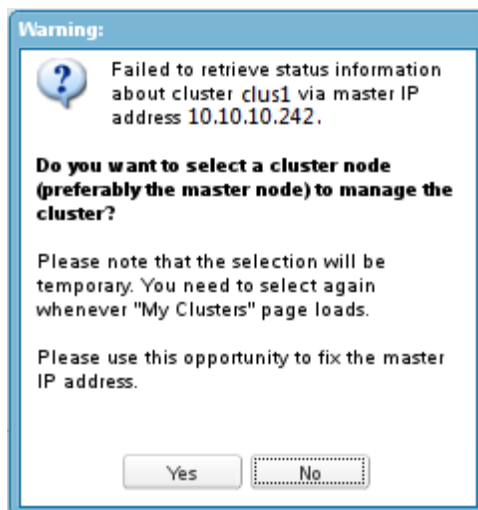 Warning:
Failed to retrieve status information
about cluster clus1 via master IP
address 10.10.10.242.
Do you want to select a cluster node
(preferably the master node) to manage the
cluster?
Please note that the selection will be
temporary. You need to select again
whenever "My Clusters" page loads.
Please use this opportunity to fix the master
IP address.
Yes No